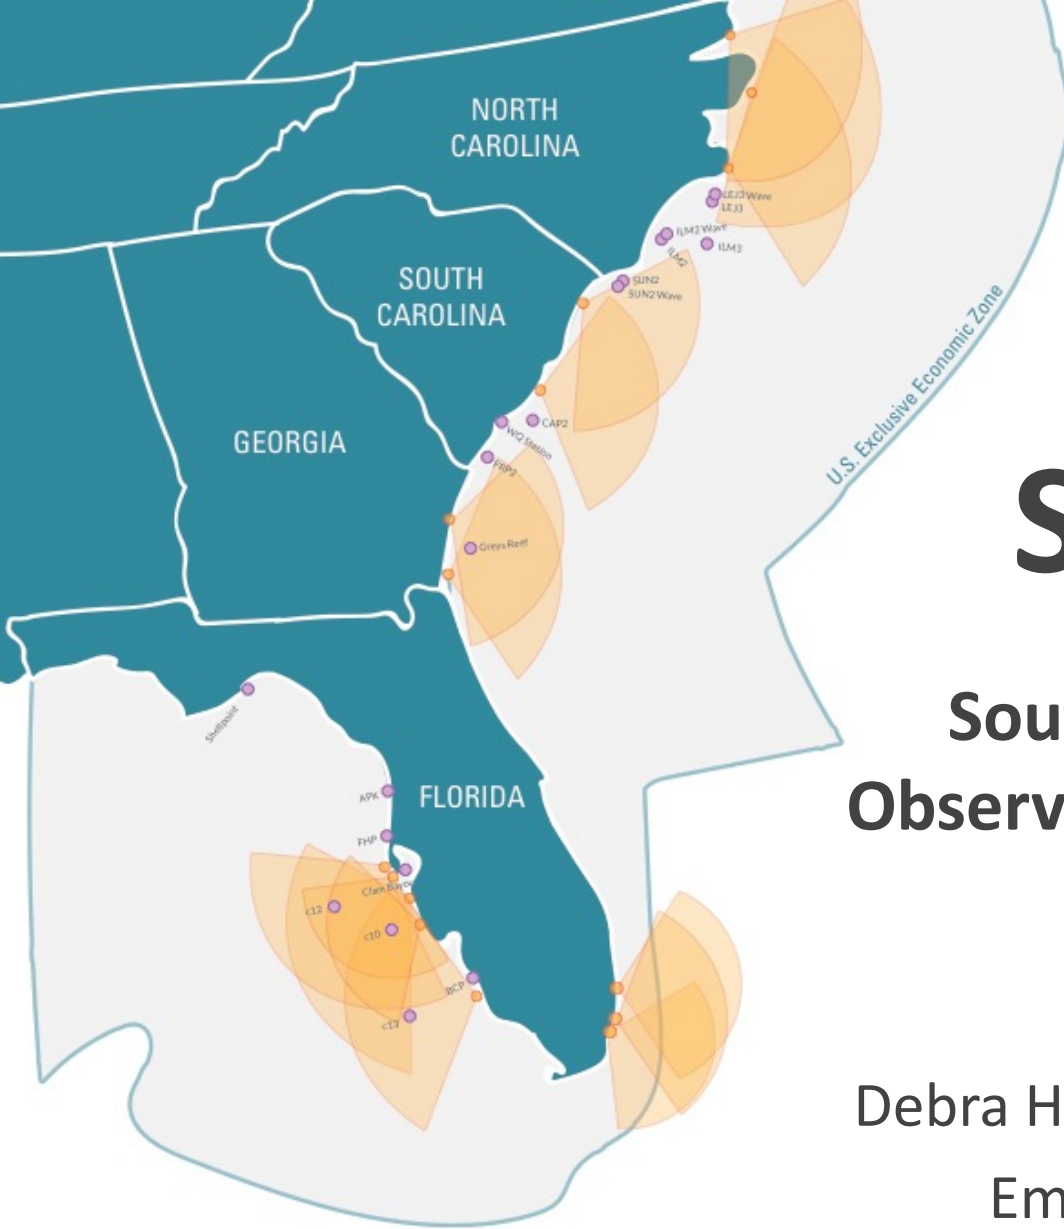 NORTH
CAROLINA
LEJ3 Wave
LEJ3
ILM2 Wave
ILM2
ILM3
SOUTH
CAROLINA
SUN2
SUN2 Wave
U.S. Exclusive Economic Zone
CAP2
WQ Station
FRP2
GEORGIA
Greys Reef
S
Sou
Shellpoint
APK
FLORIDA
Observ
FHP
Clam Bayou
c12
c10
BCP
c13
Debra H
Em